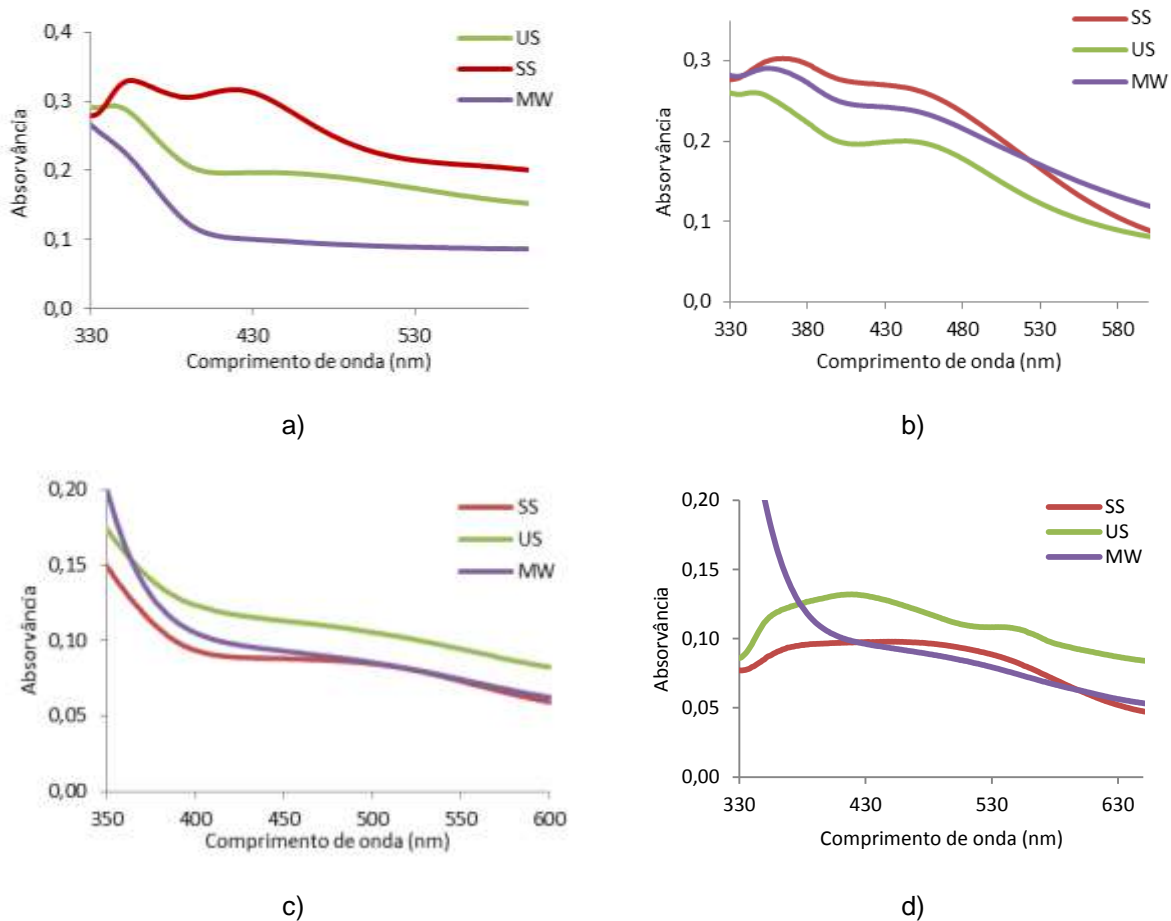 0,4
0,3
0,2
0,1
0,0
Absorvância
US
SS
MW
330
430
530
Comprimento de onda (nm)
a)
0,3
0,2
0,1
0,0
Absorvância
SS
US
MW
330
380
430
480
530
580
Comprimento de onda (nm)
b)
0,20
0,15
0,10
0,05
0,00
Absorvância
SS
US
MW
350
400
450
500
550
600
Comprimento de onda (nm)
c)
0,20
0,15
0,10
0,05
0,00
Absorvância
SS
US
MW
330
430
530
630
Comprimento de onda (nm)
d)